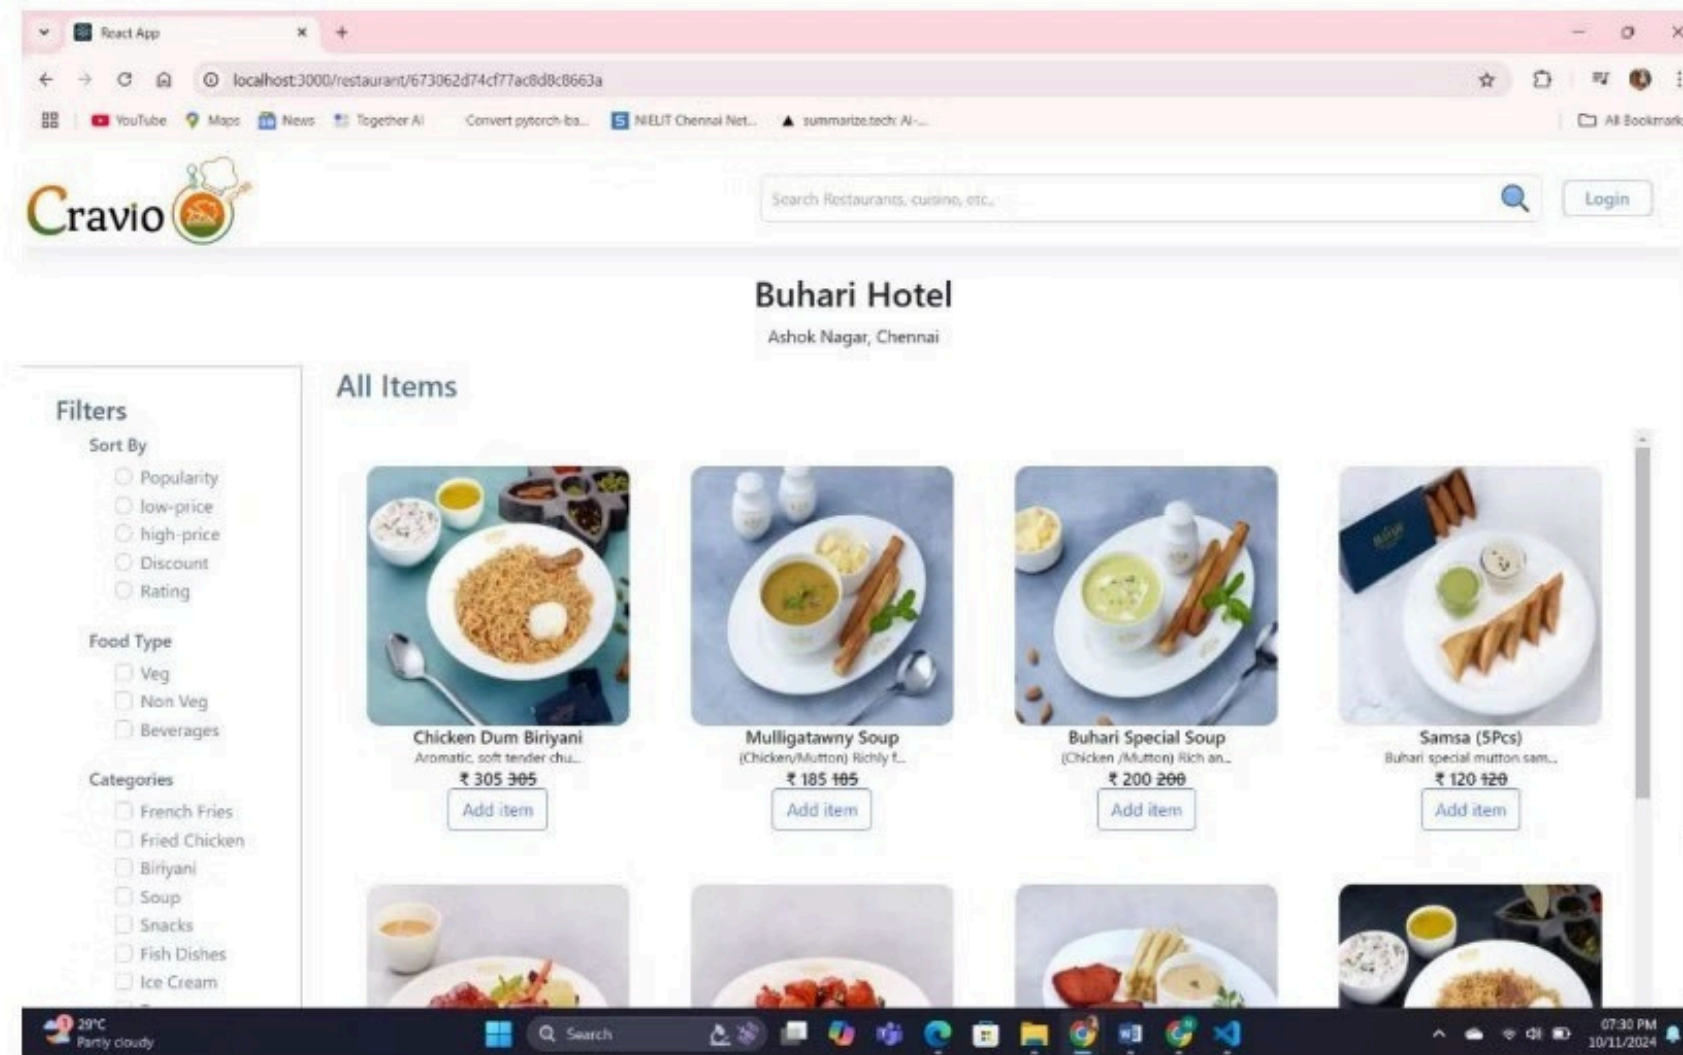 React App
localhost:3000/restaurant/673062d74cf77ac8d8c8663a
YouTube Maps News Together AI Convert pytorch-ba... NIELIT Chennai Net... summarize.tech: AI-... All Bookmark
Cravio
Search Restaurants, cuisine, etc..
Login
Buhari Hotel
Ashok Nagar, Chennai
Filters
Sort By
Popularity
low-price
high-price
Discount
Rating
Food Type
Veg
Non Veg
Beverages
Categories
French Fries
Fried Chicken
Biriyani
Soup
Snacks
Fish Dishes
Ice Cream
All Items
Chicken Dum Biriyani
Aromatic, soft tender chu...
₹ 305 305
Add item
Mulligatawny Soup
(Chicken/Mutton) Richly f...
₹ 185 185
Add item
Buhari Special Soup
(Chicken /Mutton) Rich an...
₹ 200 200
Add item
Samsa (5Pcs)
Buhari special mutton sam...
₹ 120 120
Add item
29°C
Partly cloudy
Search
07:30 PM
10/11/2024